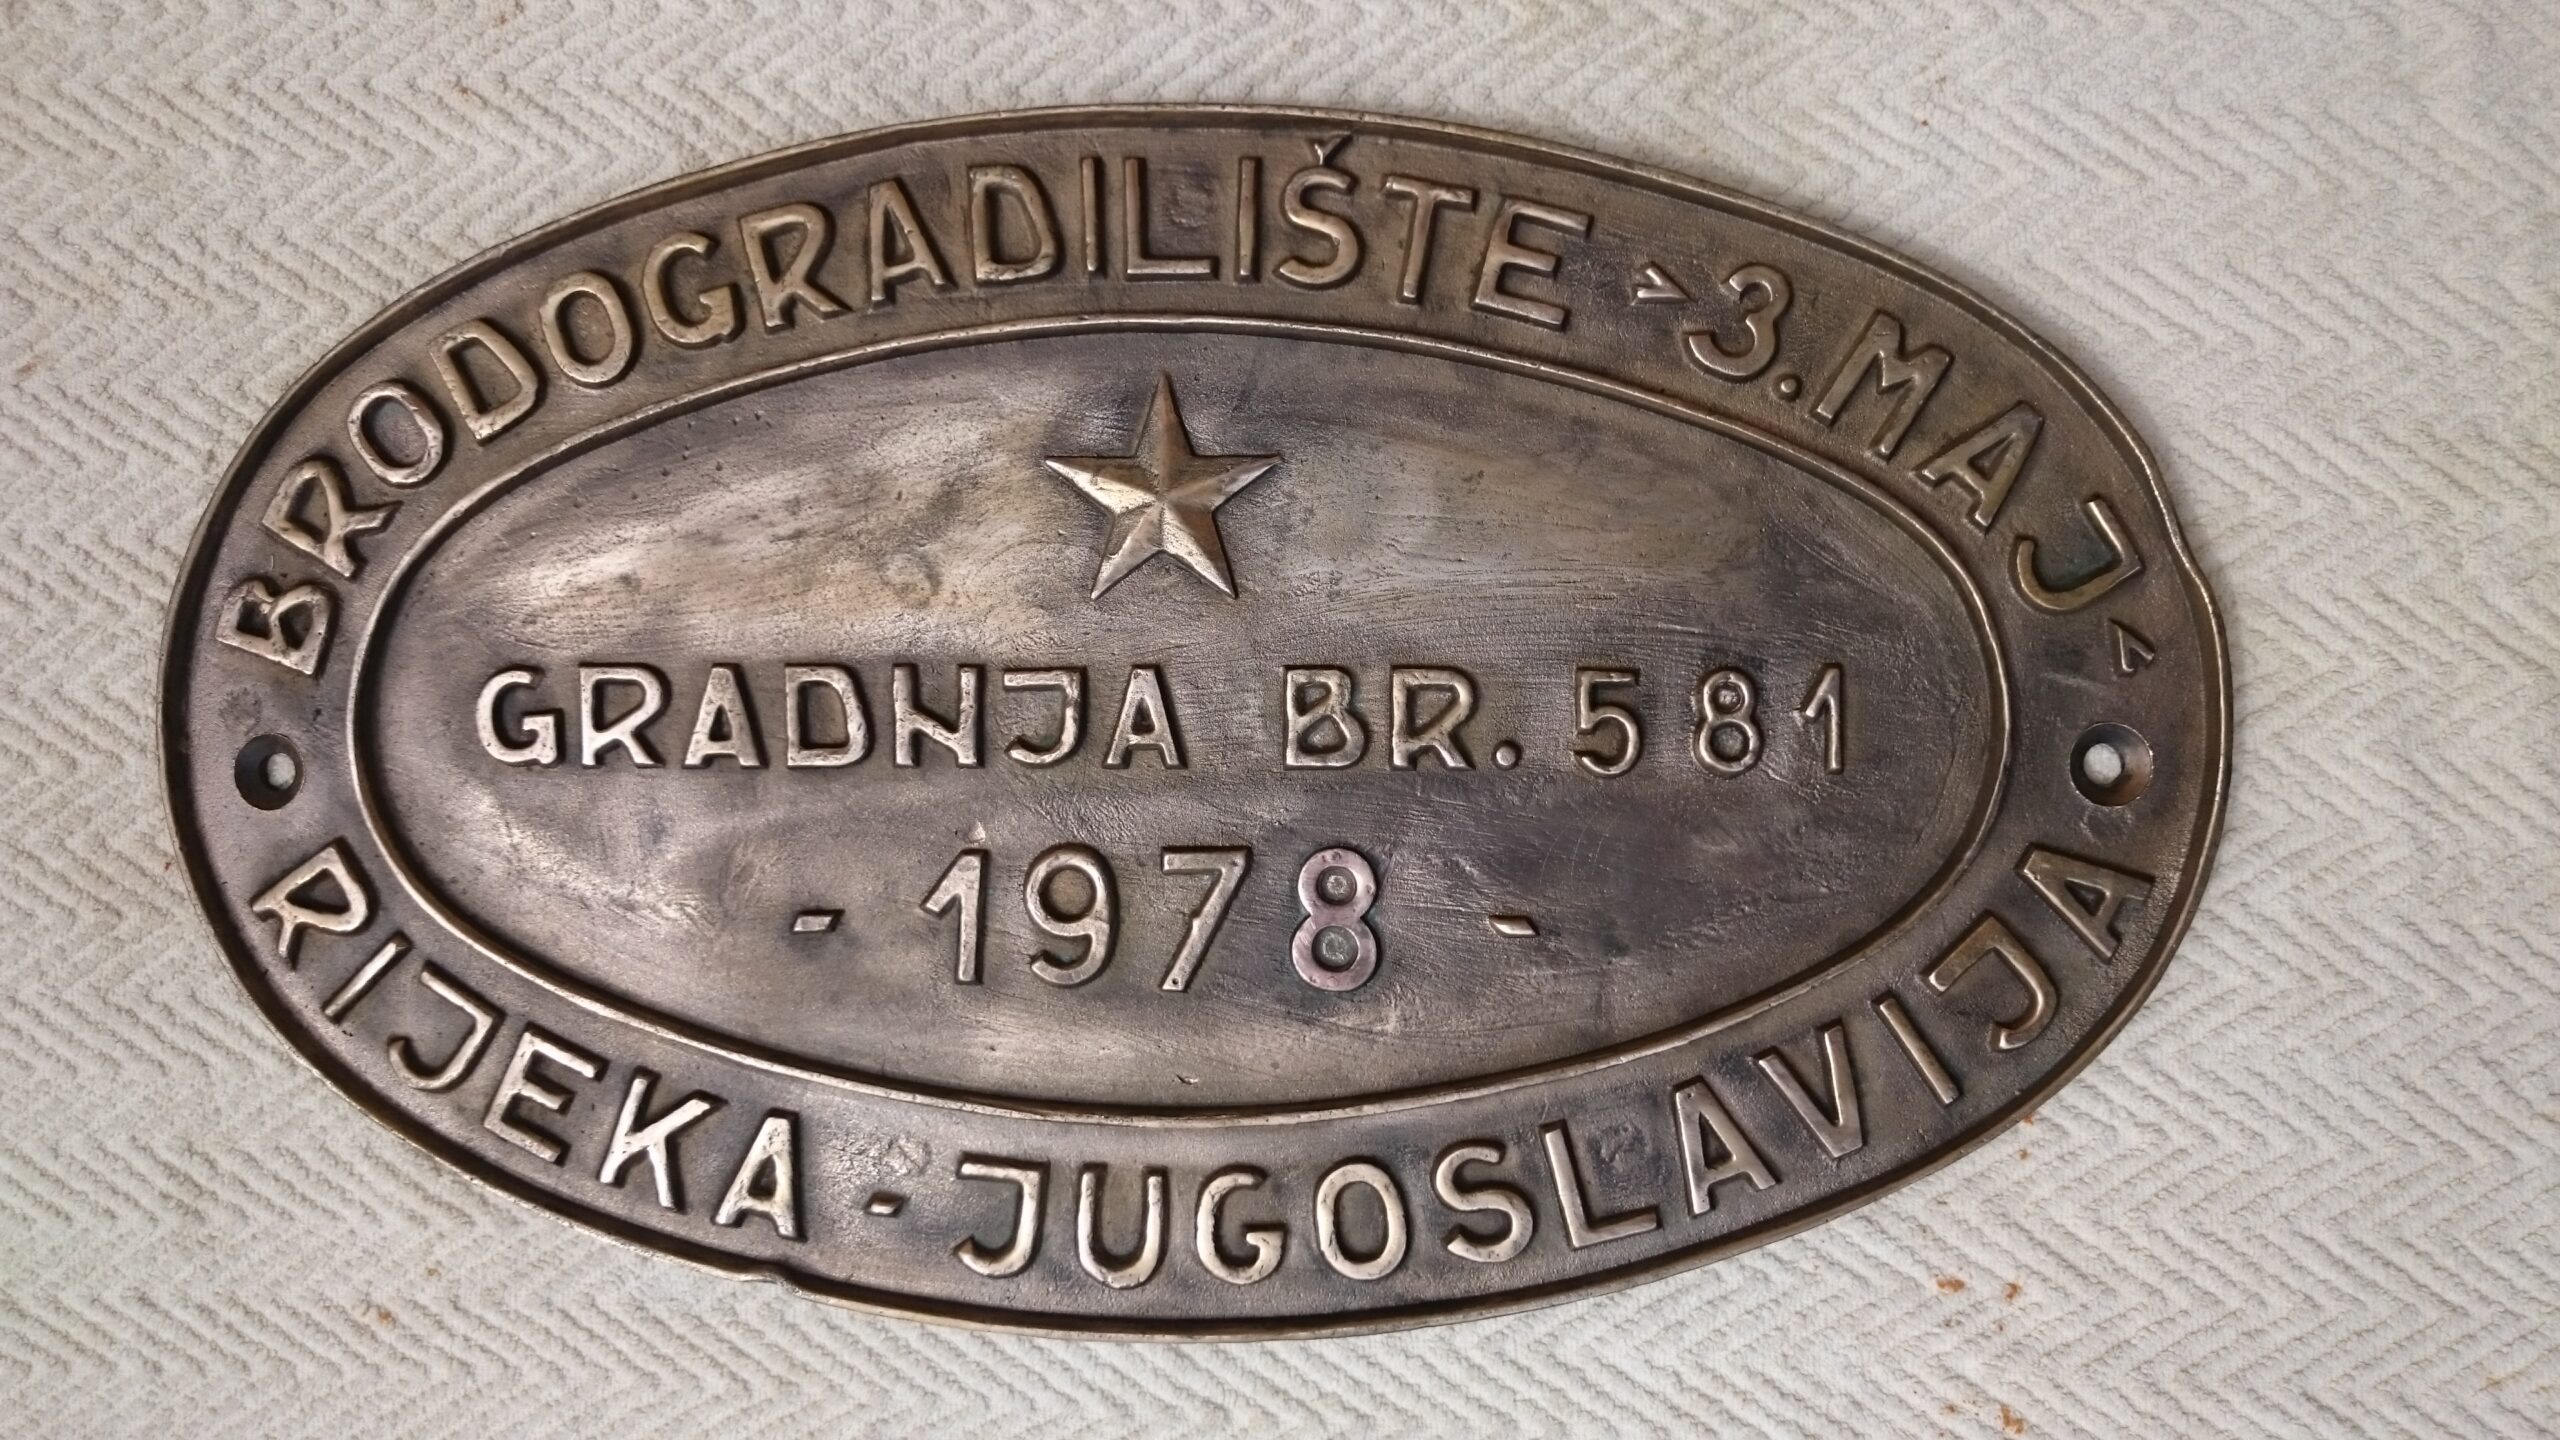 BRODOGRADILIŠTE >3.MAJ<
GRADNJA BR. 581
- 1978 -
RIJEKA - JUGOSLAVIJA